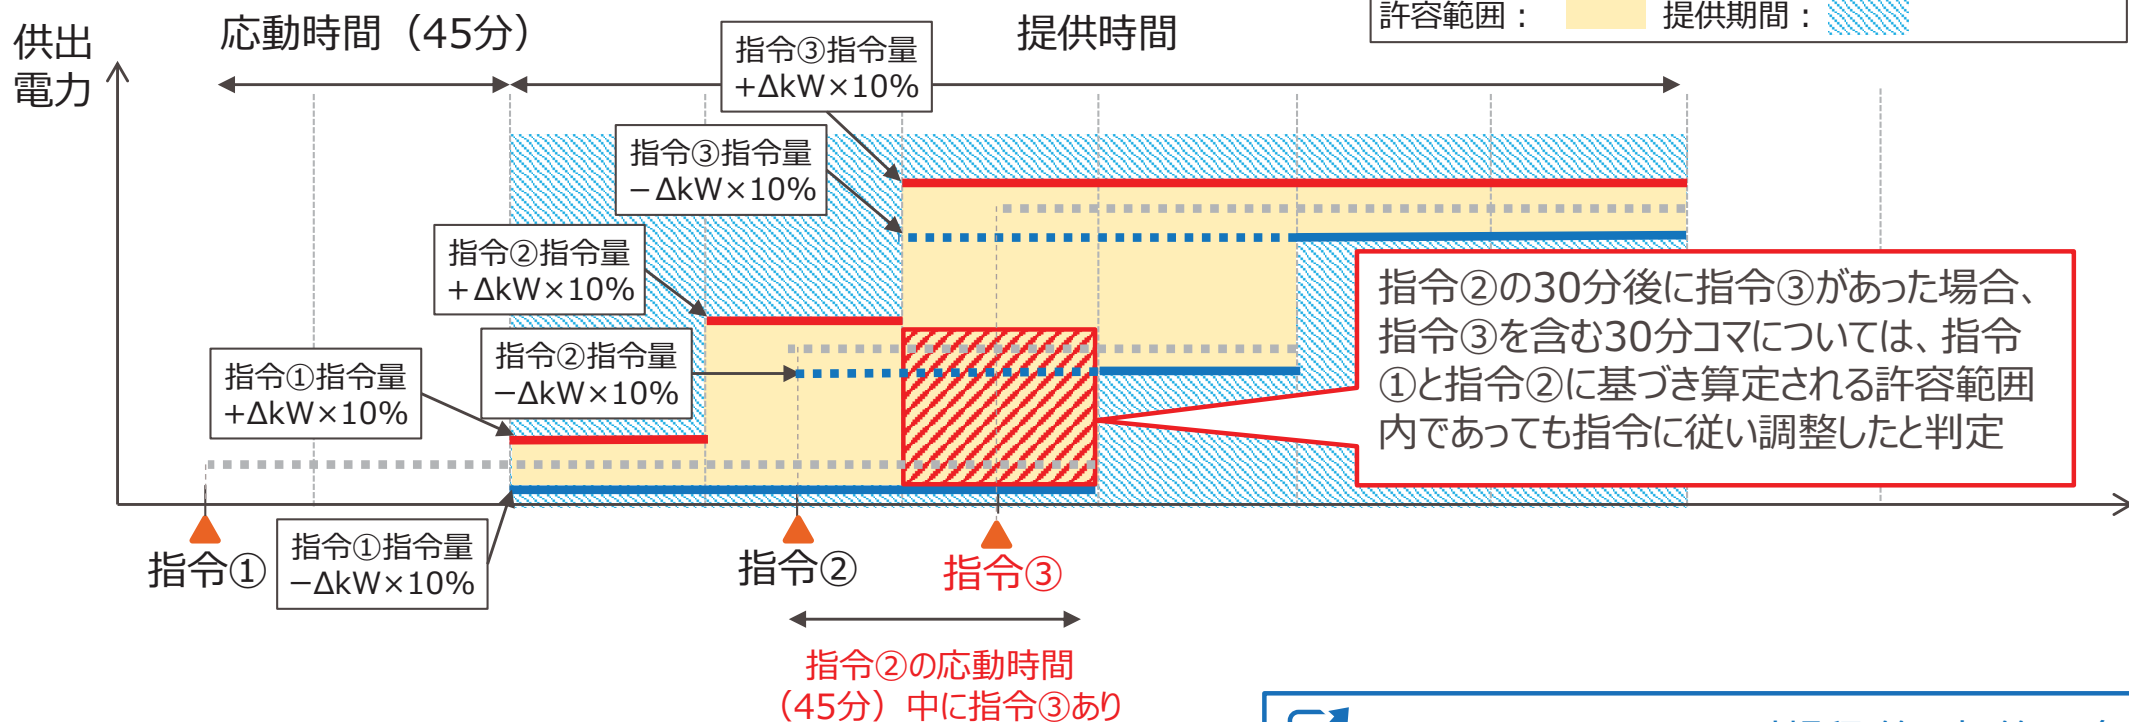 許容範囲： 提供期間：
供出
電力
応動時間（45分）
提供時間
指令③指令量
+ΔkW×10%
指令③指令量
−ΔkW×10%
指令②指令量
+ΔkW×10%
指令②指令量
−ΔkW×10%
指令①指令量
+ΔkW×10%
指令①指令量
−ΔkW×10%
指令②の30分後に指令③があった場合、
指令③を含む30分コマについては、指令
①と指令②に基づき算定される許容範囲
内であっても指令に従い調整したと判定
指令①
指令②
指令③
指令②の応動時間
（45分）中に指令③あり